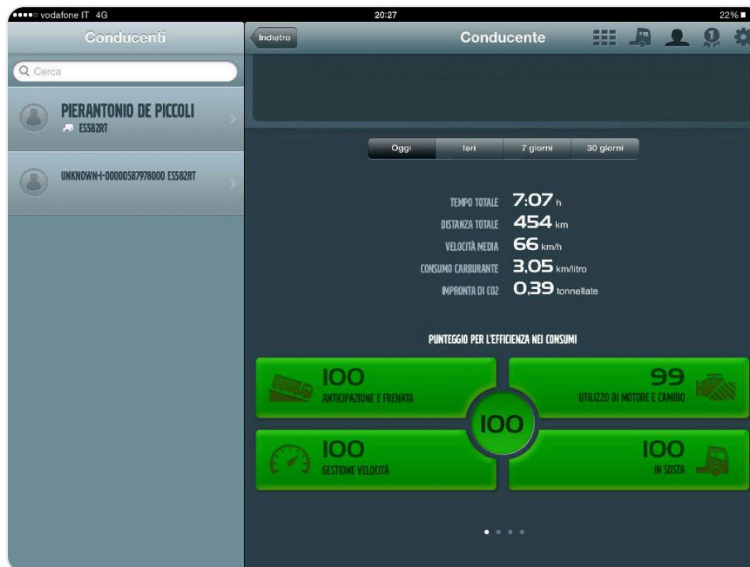 vodafone IT 4G
20:27
22%
Conducenti
Cerca
PIERANTONIO DE PICCOLI
ES582RT
UNKNOWN-I-00000587978000 ES582RT
Indietro
Conducente
1
Oggi
Ieri
7 giorni
30 giorni
TEMPO TOTALE 7:07 h
DISTANZA TOTALE 454 km
VELOCITÀ MEDIA 66 km/h
CONSUMO CARBURANTE 3,05 km/litro
IMPRONTA DI CO2 0,39 tonnellate
PUNTEGGIO PER L'EFFICIENZA NEI CONSUMI
100
ANTICIPAZIONE E FRENATA
99
UTILIZZO DI MOTORE E CAMBIO
100
100
GESTIONE VELOCITÀ
100
IN SOSTA